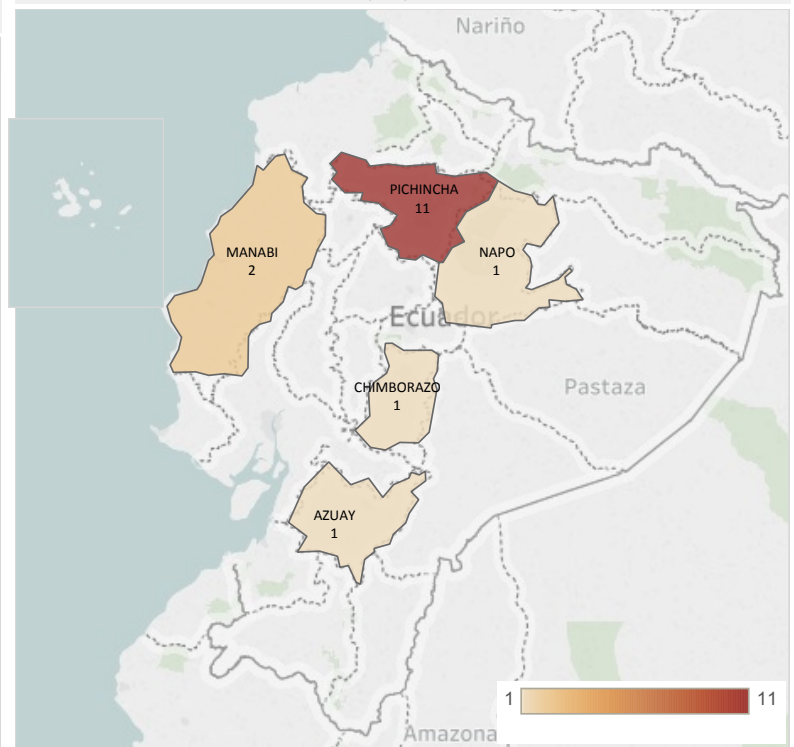 Nariño
PICHINCHA
11
MANABI
2
NAPO
1
Ecuador
CHIMBORAZO
1
Pastaza
AZUAY
1
1
11
Amazona